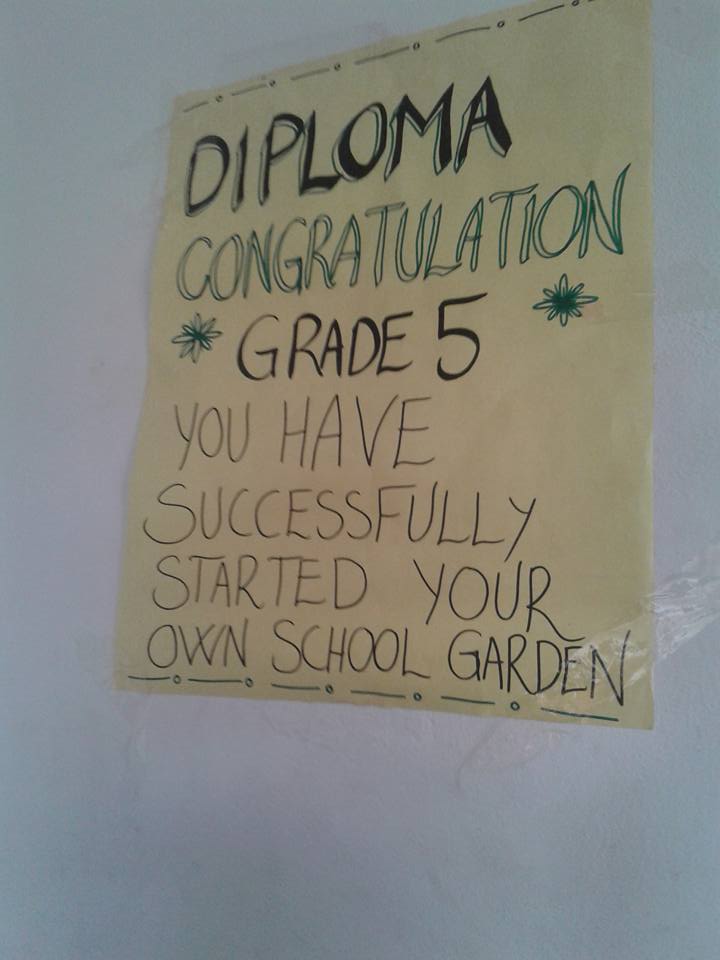 DIPLOMA
CONGRATULATION
GRADE 5
YOU HAVE
SUCCESSFULLY
STARTED YOUR
OWN SCHOOL GARDEN